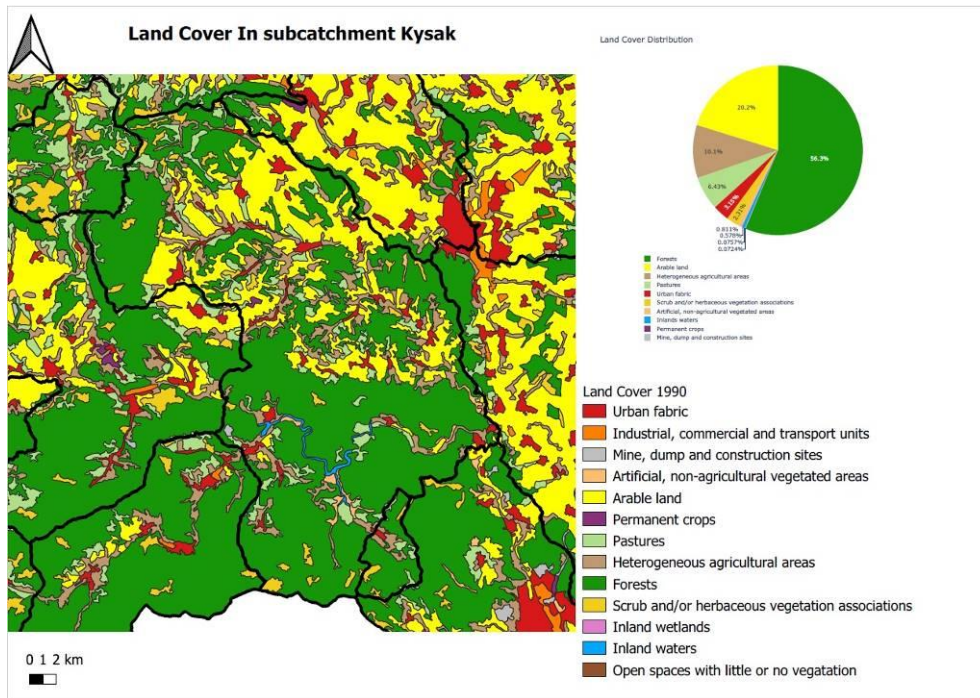 Land Cover In subcatchment Kysak
Land Cover Distribution
20.2%
10.1%
6.43%
3.13%
2.31%
56.3%
0.811%
0.578%
0.0757%
0.0724%
Forests
Arable land
Heterogeneous agricultural areas
Pastures
Urban fabric
Scrub and/or herbaceous vegetation associations
Artificial, non-agricultural vegetated areas
Inlands waters
Permanent crops
Mine, dump and construction sites
Land Cover 1990
Urban fabric
Industrial, commercial and transport units
Mine, dump and construction sites
Artificial, non-agricultural vegetated areas
Arable land
Permanent crops
Pastures
Heterogeneous agricultural areas
Forests
Scrub and/or herbaceous vegetation associations
Inland wetlands
Inland waters
Open spaces with little or no vegatation
0 1 2 km